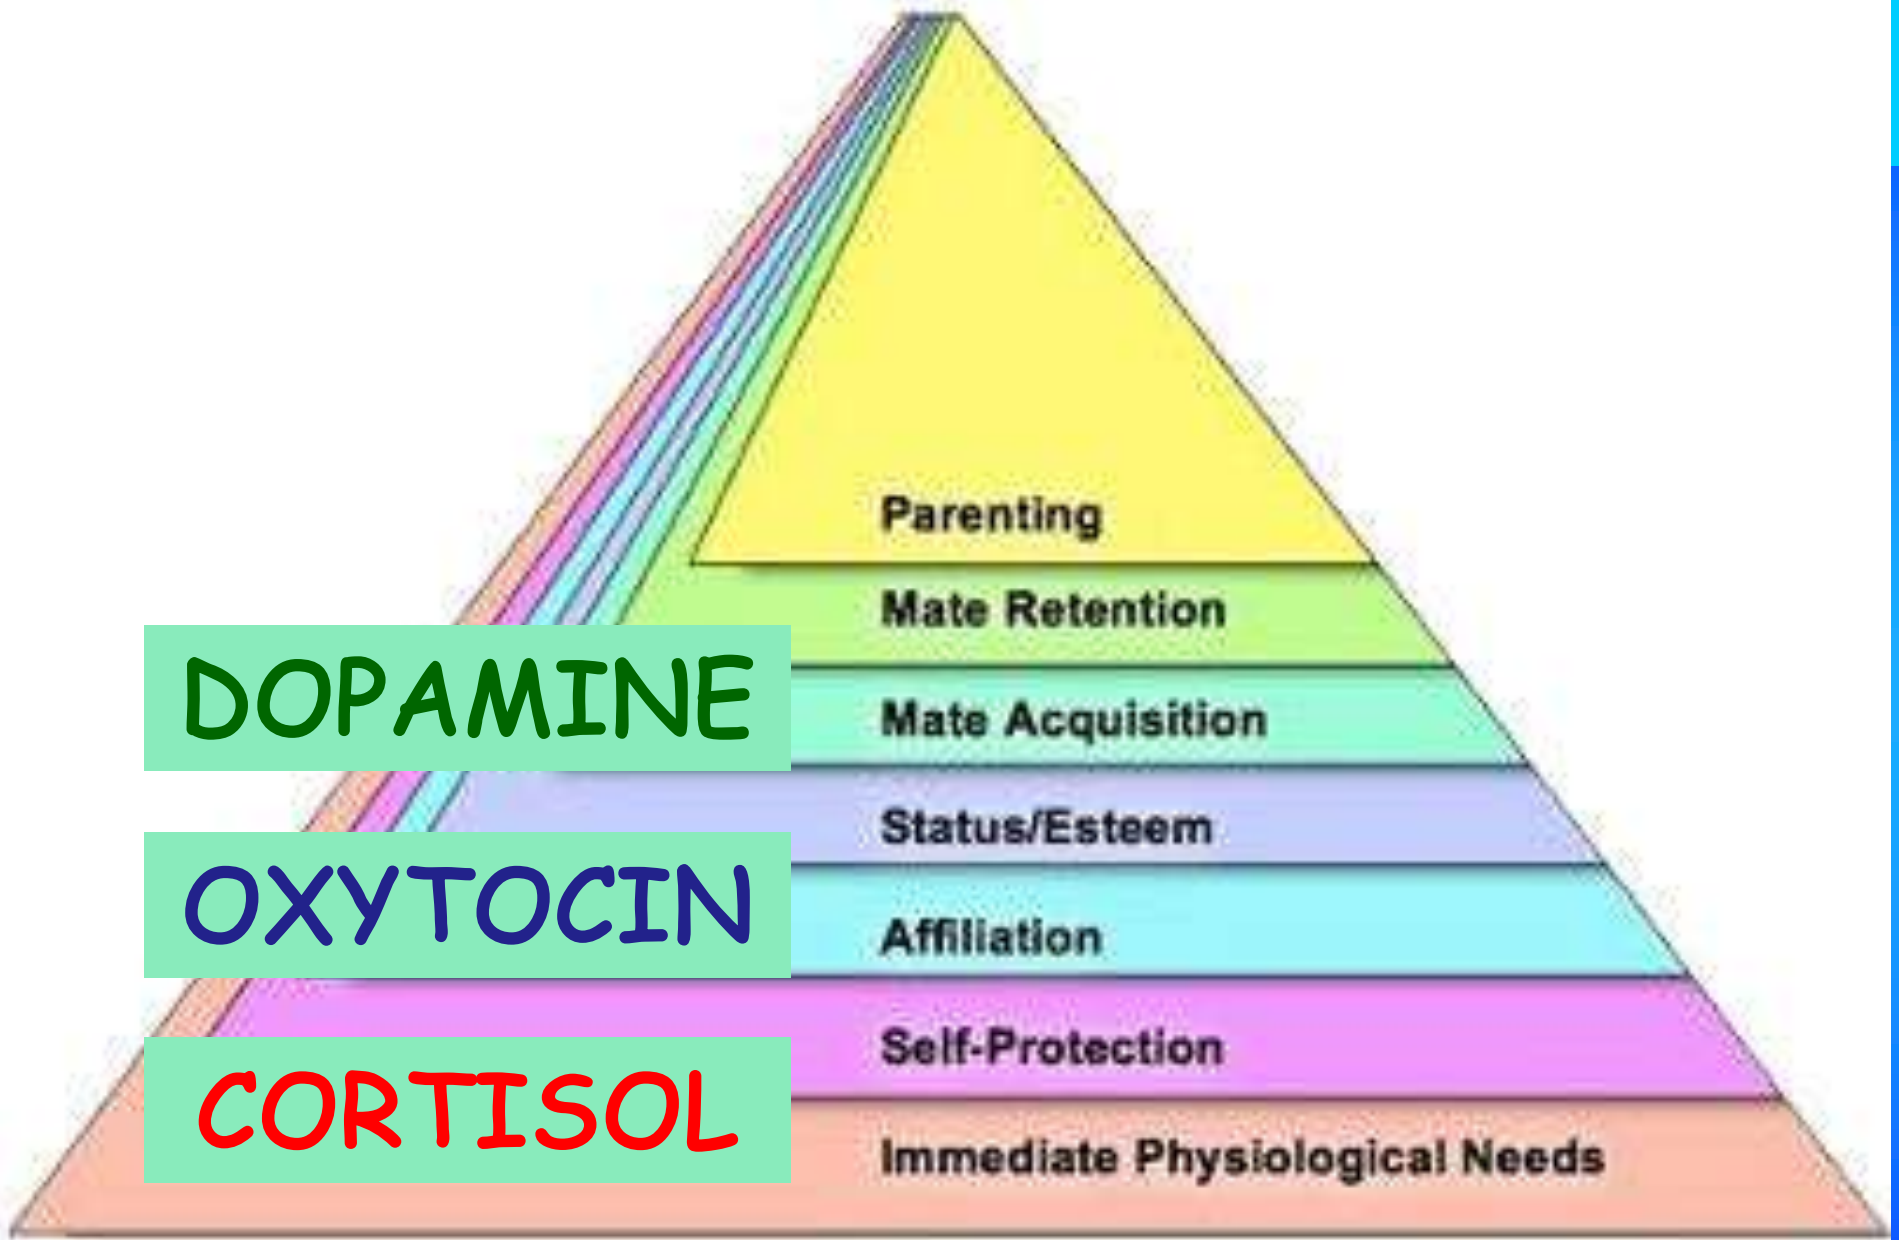 Parenting
Mate Retention
DOPAMINE
Mate Acquisition
Status/Esteem
OXYTOCIN
Affiliation
Self-Protection
CORTISOL
Immediate Physiological Needs